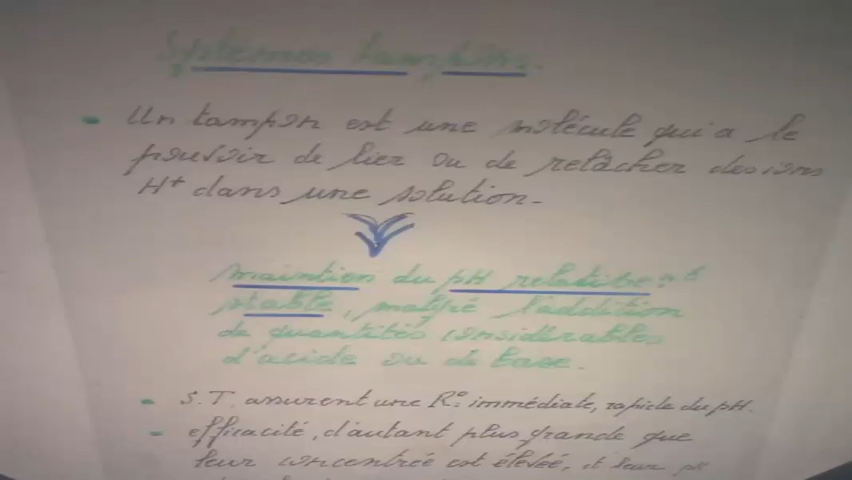 Systèmes tampons.
Un tampon est une molécule qui a le
pouvoir de lier ou de relâcher des ions
H+ dans une solution.
maintien du pH relative
stable, malgré l'addition
de quantités considérables
d'acide ou de base.
S.T. assurent une R° immédiate, rapide du pH.
efficacité, d'autant plus grande que
leur concentrée est élevée, et leur